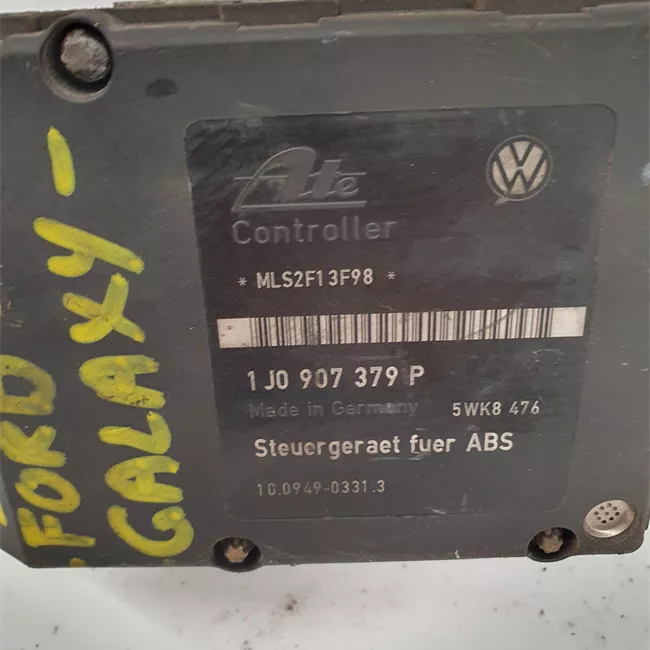 FORD
GALAXY -
Ate
Controller
VW
* MLS2F13F98 *
1J0 907 379 P
Made in Germany 5WK8 476
Steuergeraet fuer ABS
10.0949-0331.3